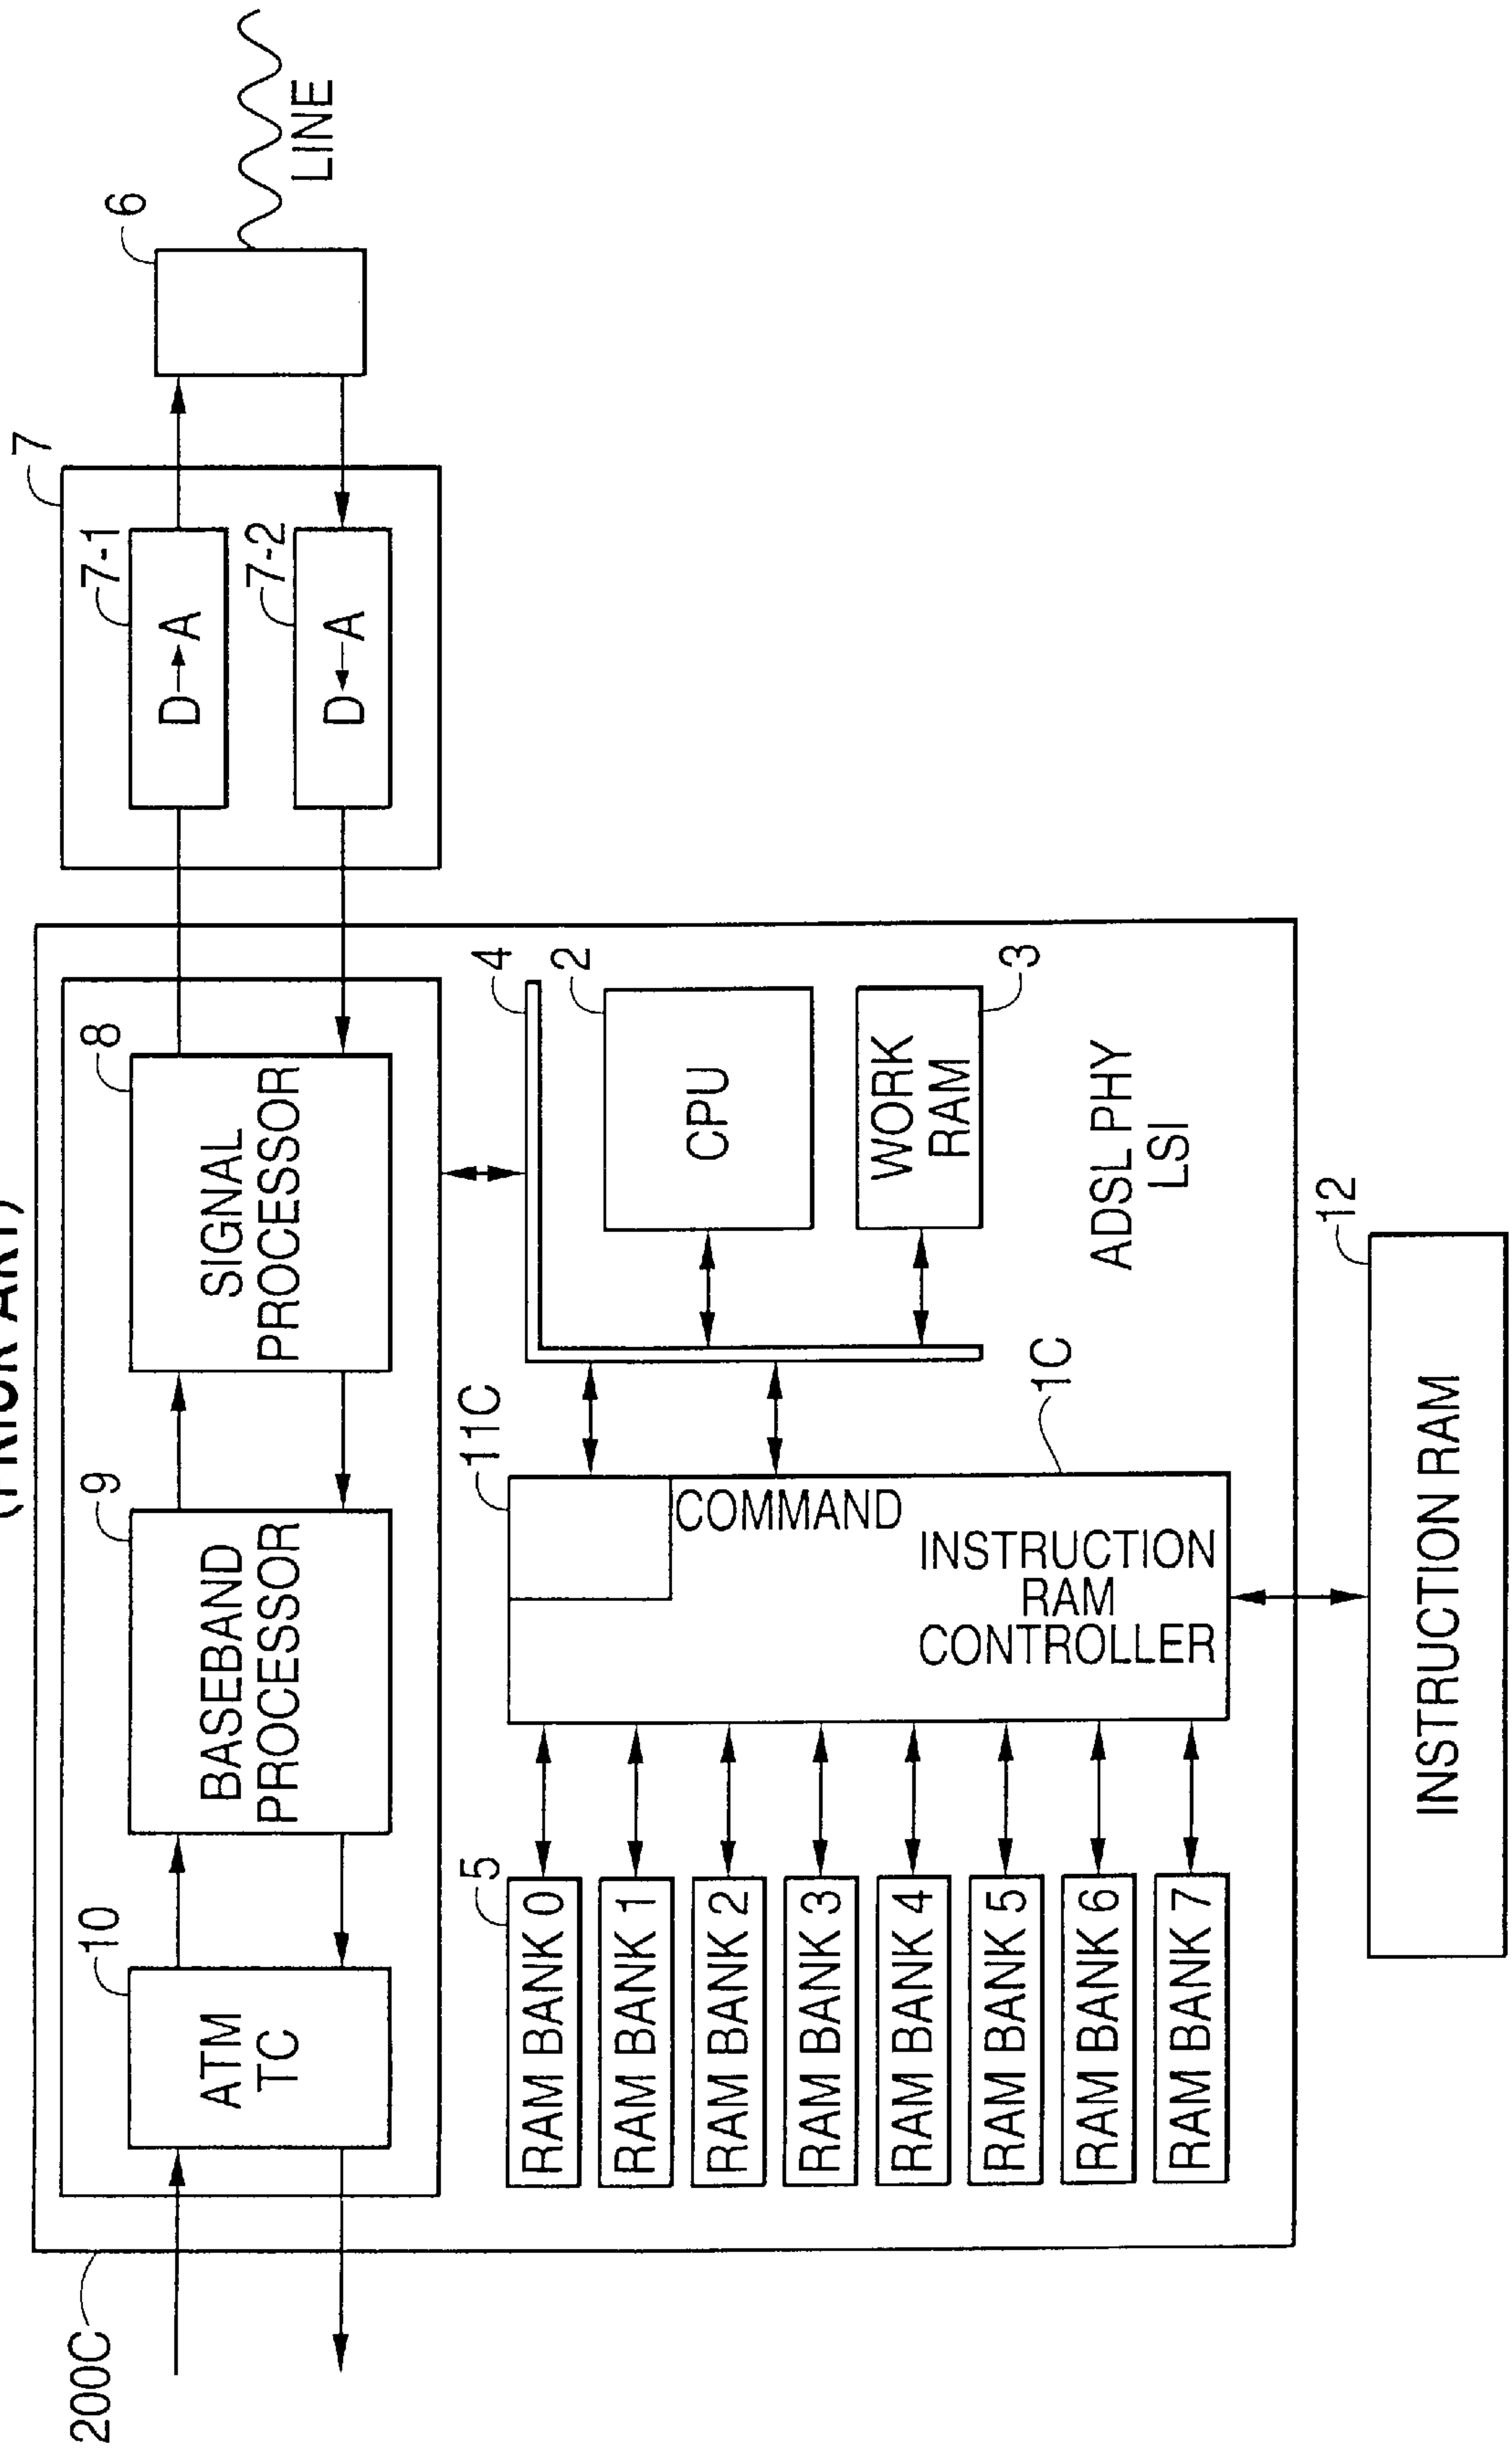 (PRIOR ART)
200C
10
ATM
TC
9
BASEBAND
PROCESSOR
8
SIGNAL
PROCESSOR
7
7-1
D→A
7-2
D←A
6
LINE
5
RAM BANK 0
RAM BANK 1
RAM BANK 2
RAM BANK 3
RAM BANK 4
RAM BANK 5
RAM BANK 6
RAM BANK 7
11C
COMMAND
INSTRUCTION
RAM
CONTROLLER
1C
4
2
CPU
3
WORK
RAM
ADSL PHY
LSI
12
INSTRUCTION RAM